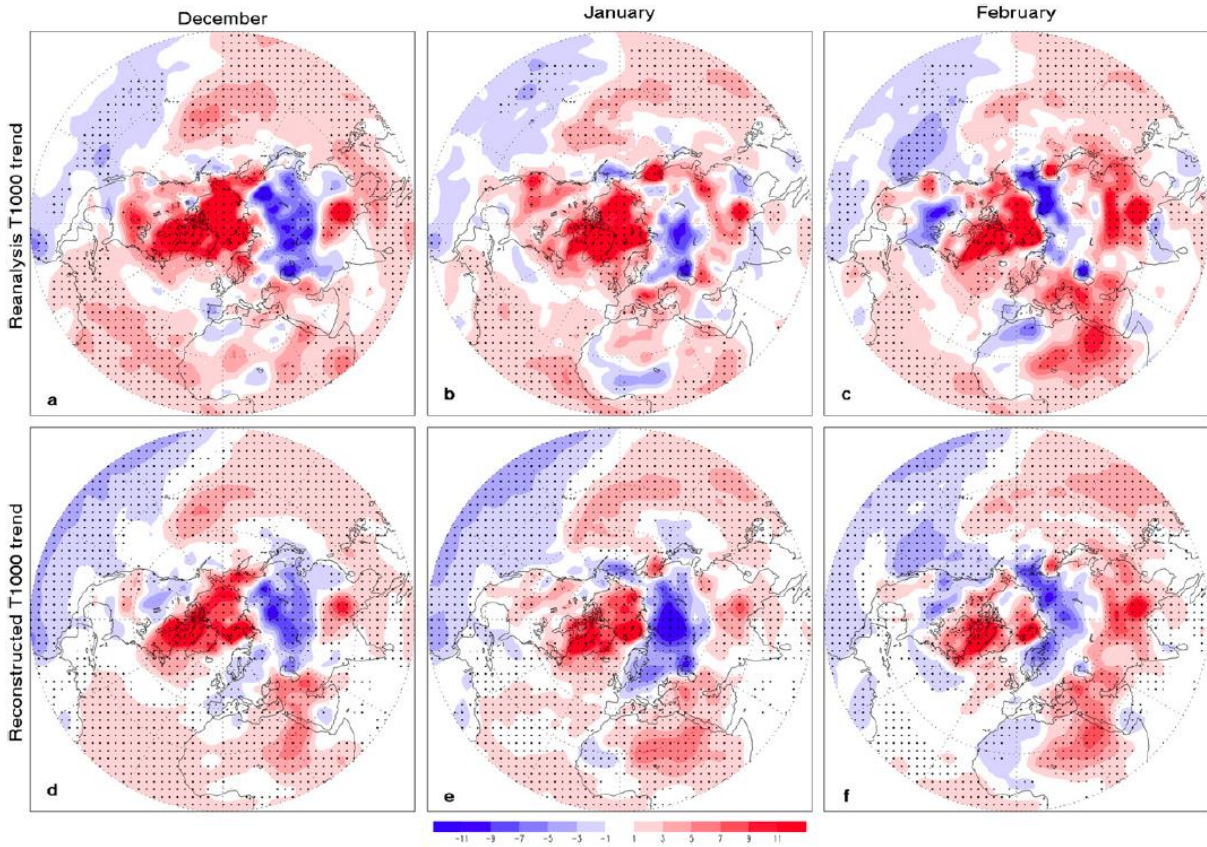 December
January
February
Reanalysis T1000 trend
a
b
c
Reconstructed T1000 trend
d
e
f
-11 -9 -7 -5 -3 -1 1 3 5 7 9 11